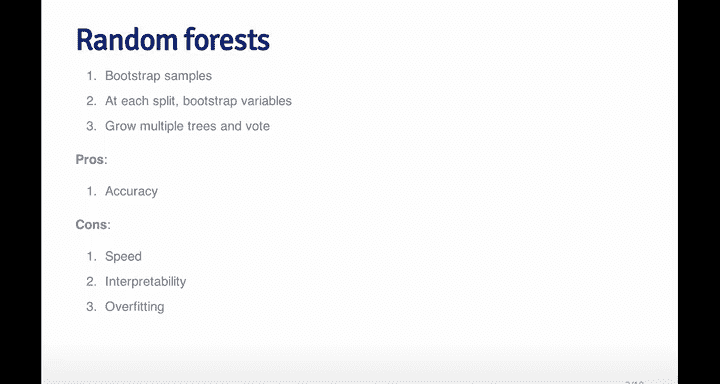 Random forests
1. Bootstrap samples
2. At each split, bootstrap variables
3. Grow multiple trees and vote
Pros:
1. Accuracy
Cons:
1. Speed
2. Interpretability
3. Overfitting